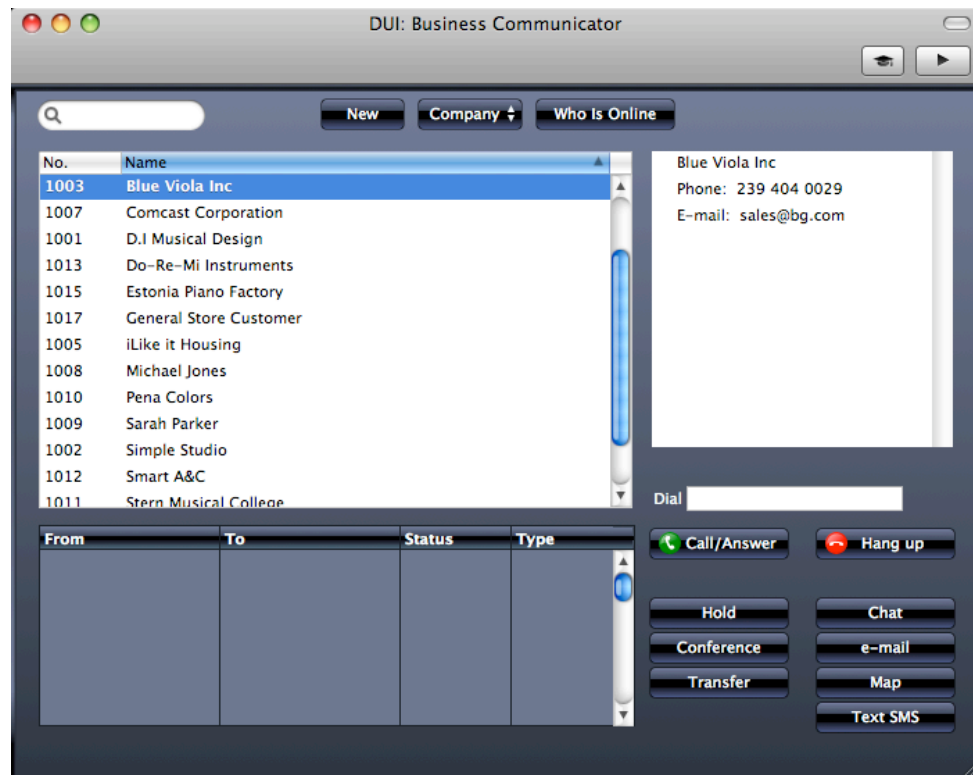 DUI: Business Communicator
New Company Who Is Online
No. Name
1003 Blue Viola Inc
1007 Comcast Corporation
1001 D.I Musical Design
1013 Do-Re-Mi Instruments
1015 Estonia Piano Factory
1017 General Store Customer
1005 iLike it Housing
1008 Michael Jones
1010 Pena Colors
1009 Sarah Parker
1002 Simple Studio
1012 Smart A&C
1011 Stern Musical College
Blue Viola Inc
Phone: 239 404 0029
E-mail: sales@bg.com
Dial
From To Status Type
Call/Answer Hang up
Hold Chat
Conference e-mail
Transfer Map
Text SMS